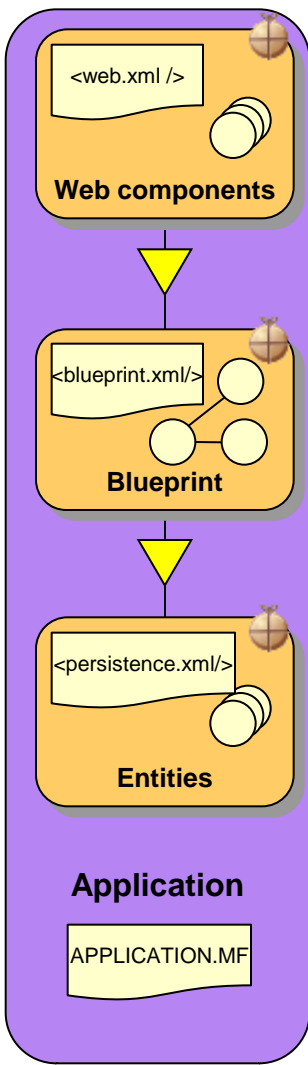 <web.xml />
Web components
<blueprint.xml/>
Blueprint
<persistence.xml/>
Entities
Application
APPLICATION.MF